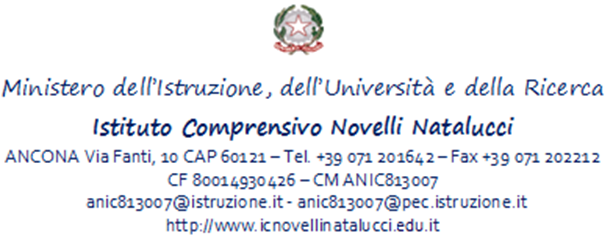 Ministero dell'Istruzione, dell'Università e della Ricerca
Istituto Comprensivo Novelli Natalucci
ANCONA Via Fanti, 10 CAP 60121 – Tel. +39 071 201642 – Fax +39 071 202212
CF 80014930426 – CM ANIC813007
anic813007@istruzione.it - anic813007@pec.istruzione.it
http://www.icnovellinatalucci.edu.it